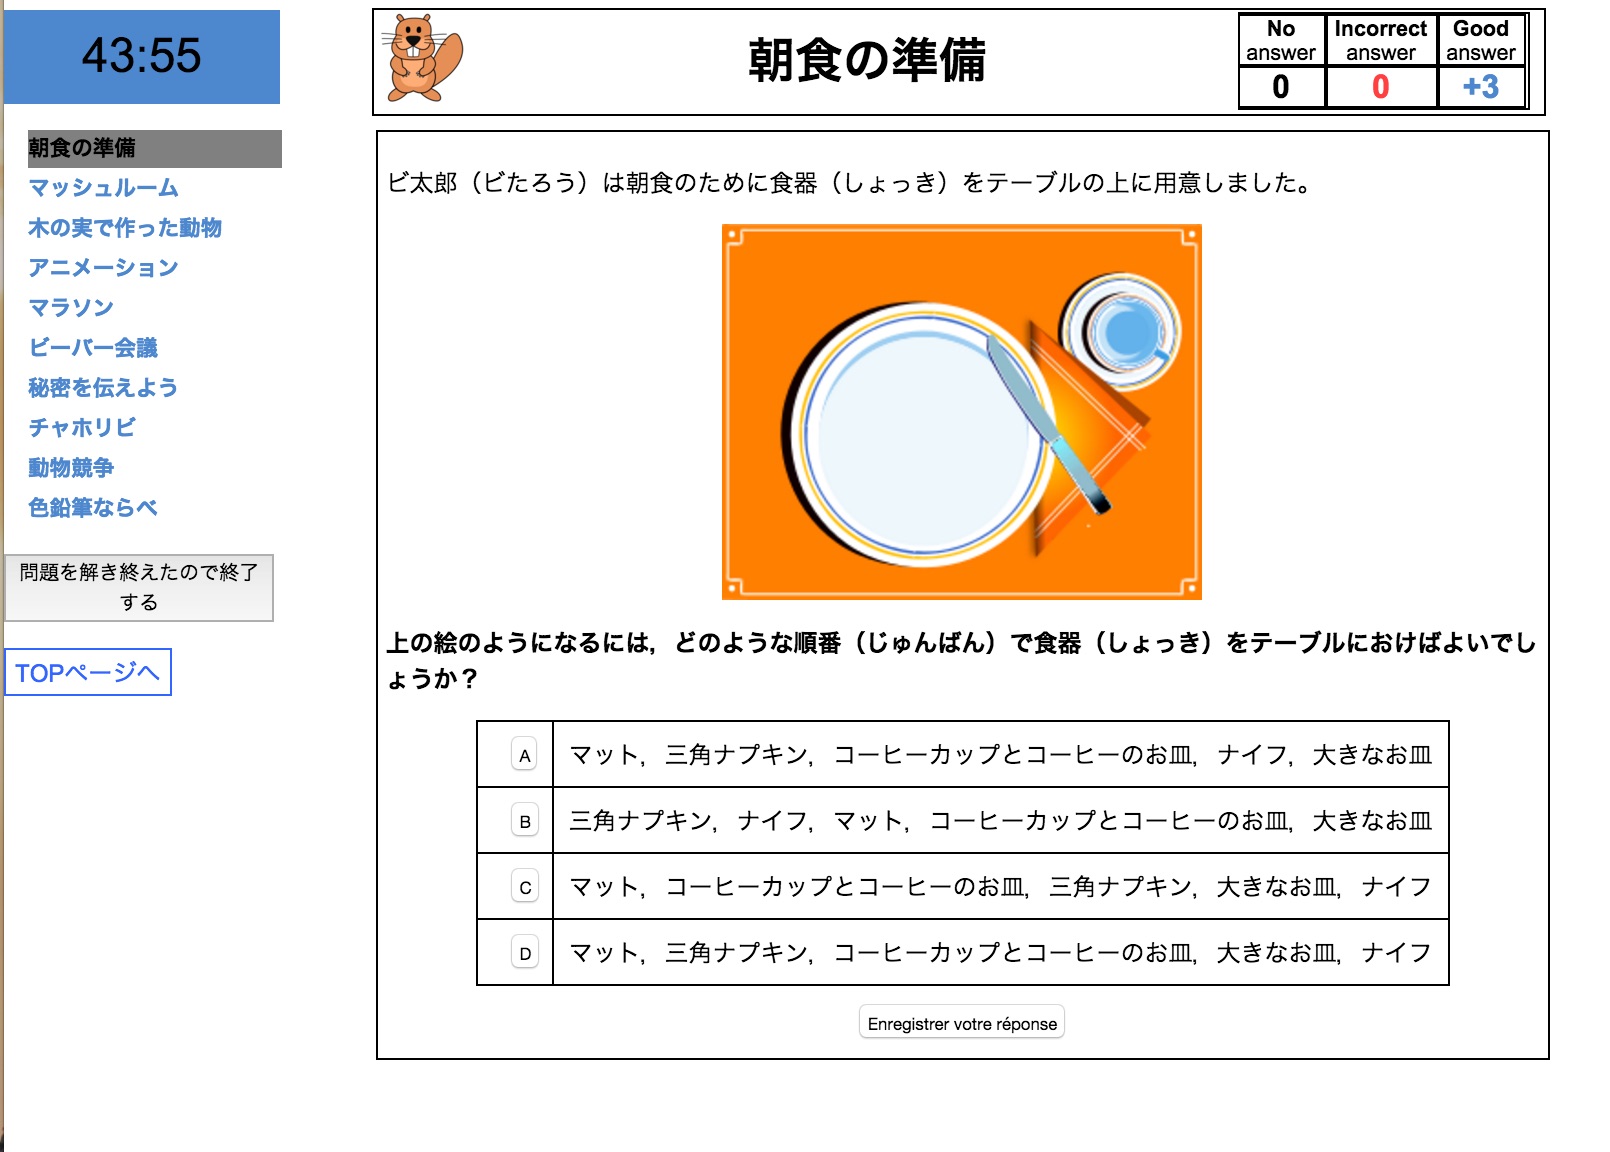 43:55
朝食の準備
マッシュルーム
木の実で作った動物
アニメーション
マラソン
ビーバー会議
秘密を伝えよう
チャホリビ
動物競争
色鉛筆ならべ
問題を解き終えたので終了
する
TOPページへ
朝食の準備
No answer Incorrect answer Good answer
0 0 +3
ビ太郎（ビたろう）は朝食のために食器（しょっき）をテーブルの上に用意しました。
上の絵のようになるには，どのような順番（じゅんばん）で食器（しょっき）をテーブルにおけばよいでし
ょうか？
A マット，三角ナプキン，コーヒーカップとコーヒーのお皿，ナイフ，大きなお皿
B 三角ナプキン，ナイフ，マット，コーヒーカップとコーヒーのお皿，大きなお皿
C マット，コーヒーカップとコーヒーのお皿，三角ナプキン，大きなお皿，ナイフ
D マット，三角ナプキン，コーヒーカップとコーヒーのお皿，大きなお皿，ナイフ
Enregistrer votre réponse